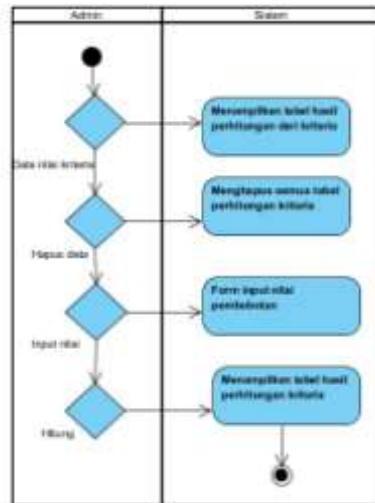 Admin
Sistem
Menampilkan tabel hasil
perhitungan dari kriteria
Data nilai kriteria
Menghapus semua tabel
perhitungan kriteria
Hapus data
Form input nilai
pembobotan
Input nilai
Menampilkan tabel hasil
perhitungan kriteria
Hitung